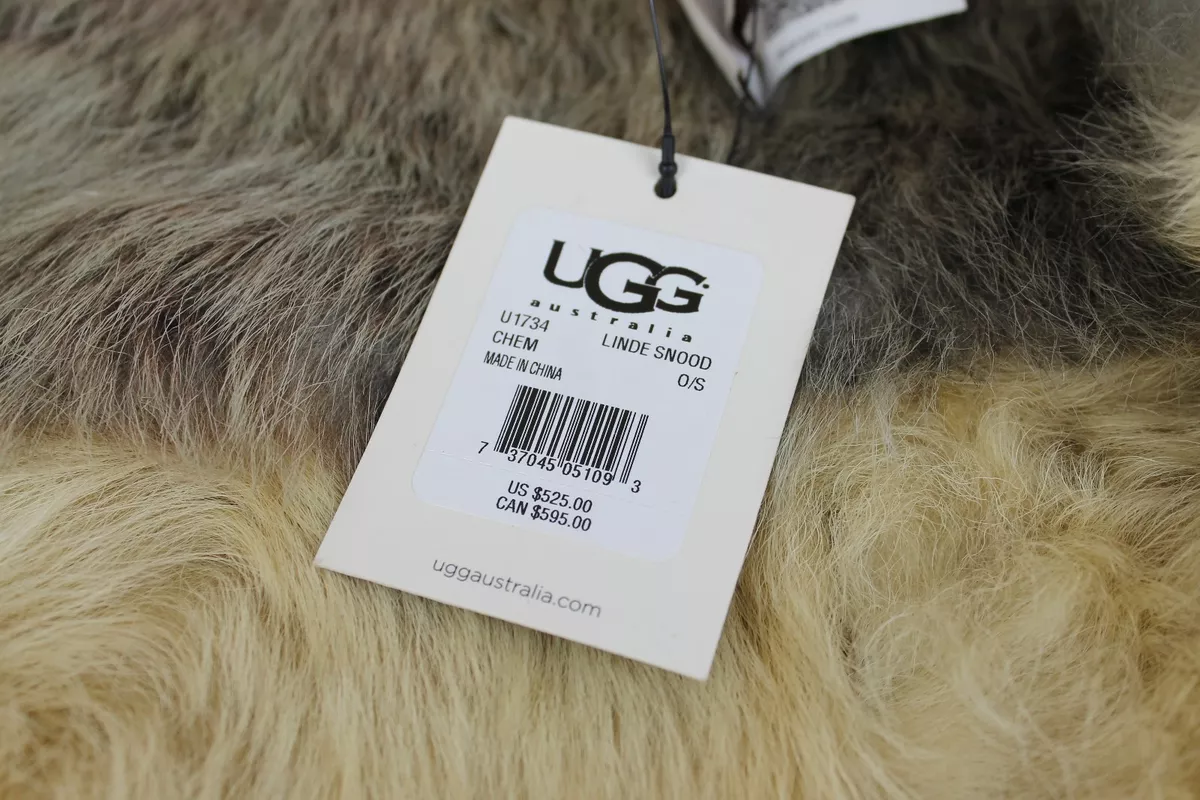 UGG
australia
U1734
CHEM LINDE SNOOD
MADE IN CHINA O/S
7 37045 05109 3
US $525.00
CAN $595.00
uggaustralia.com